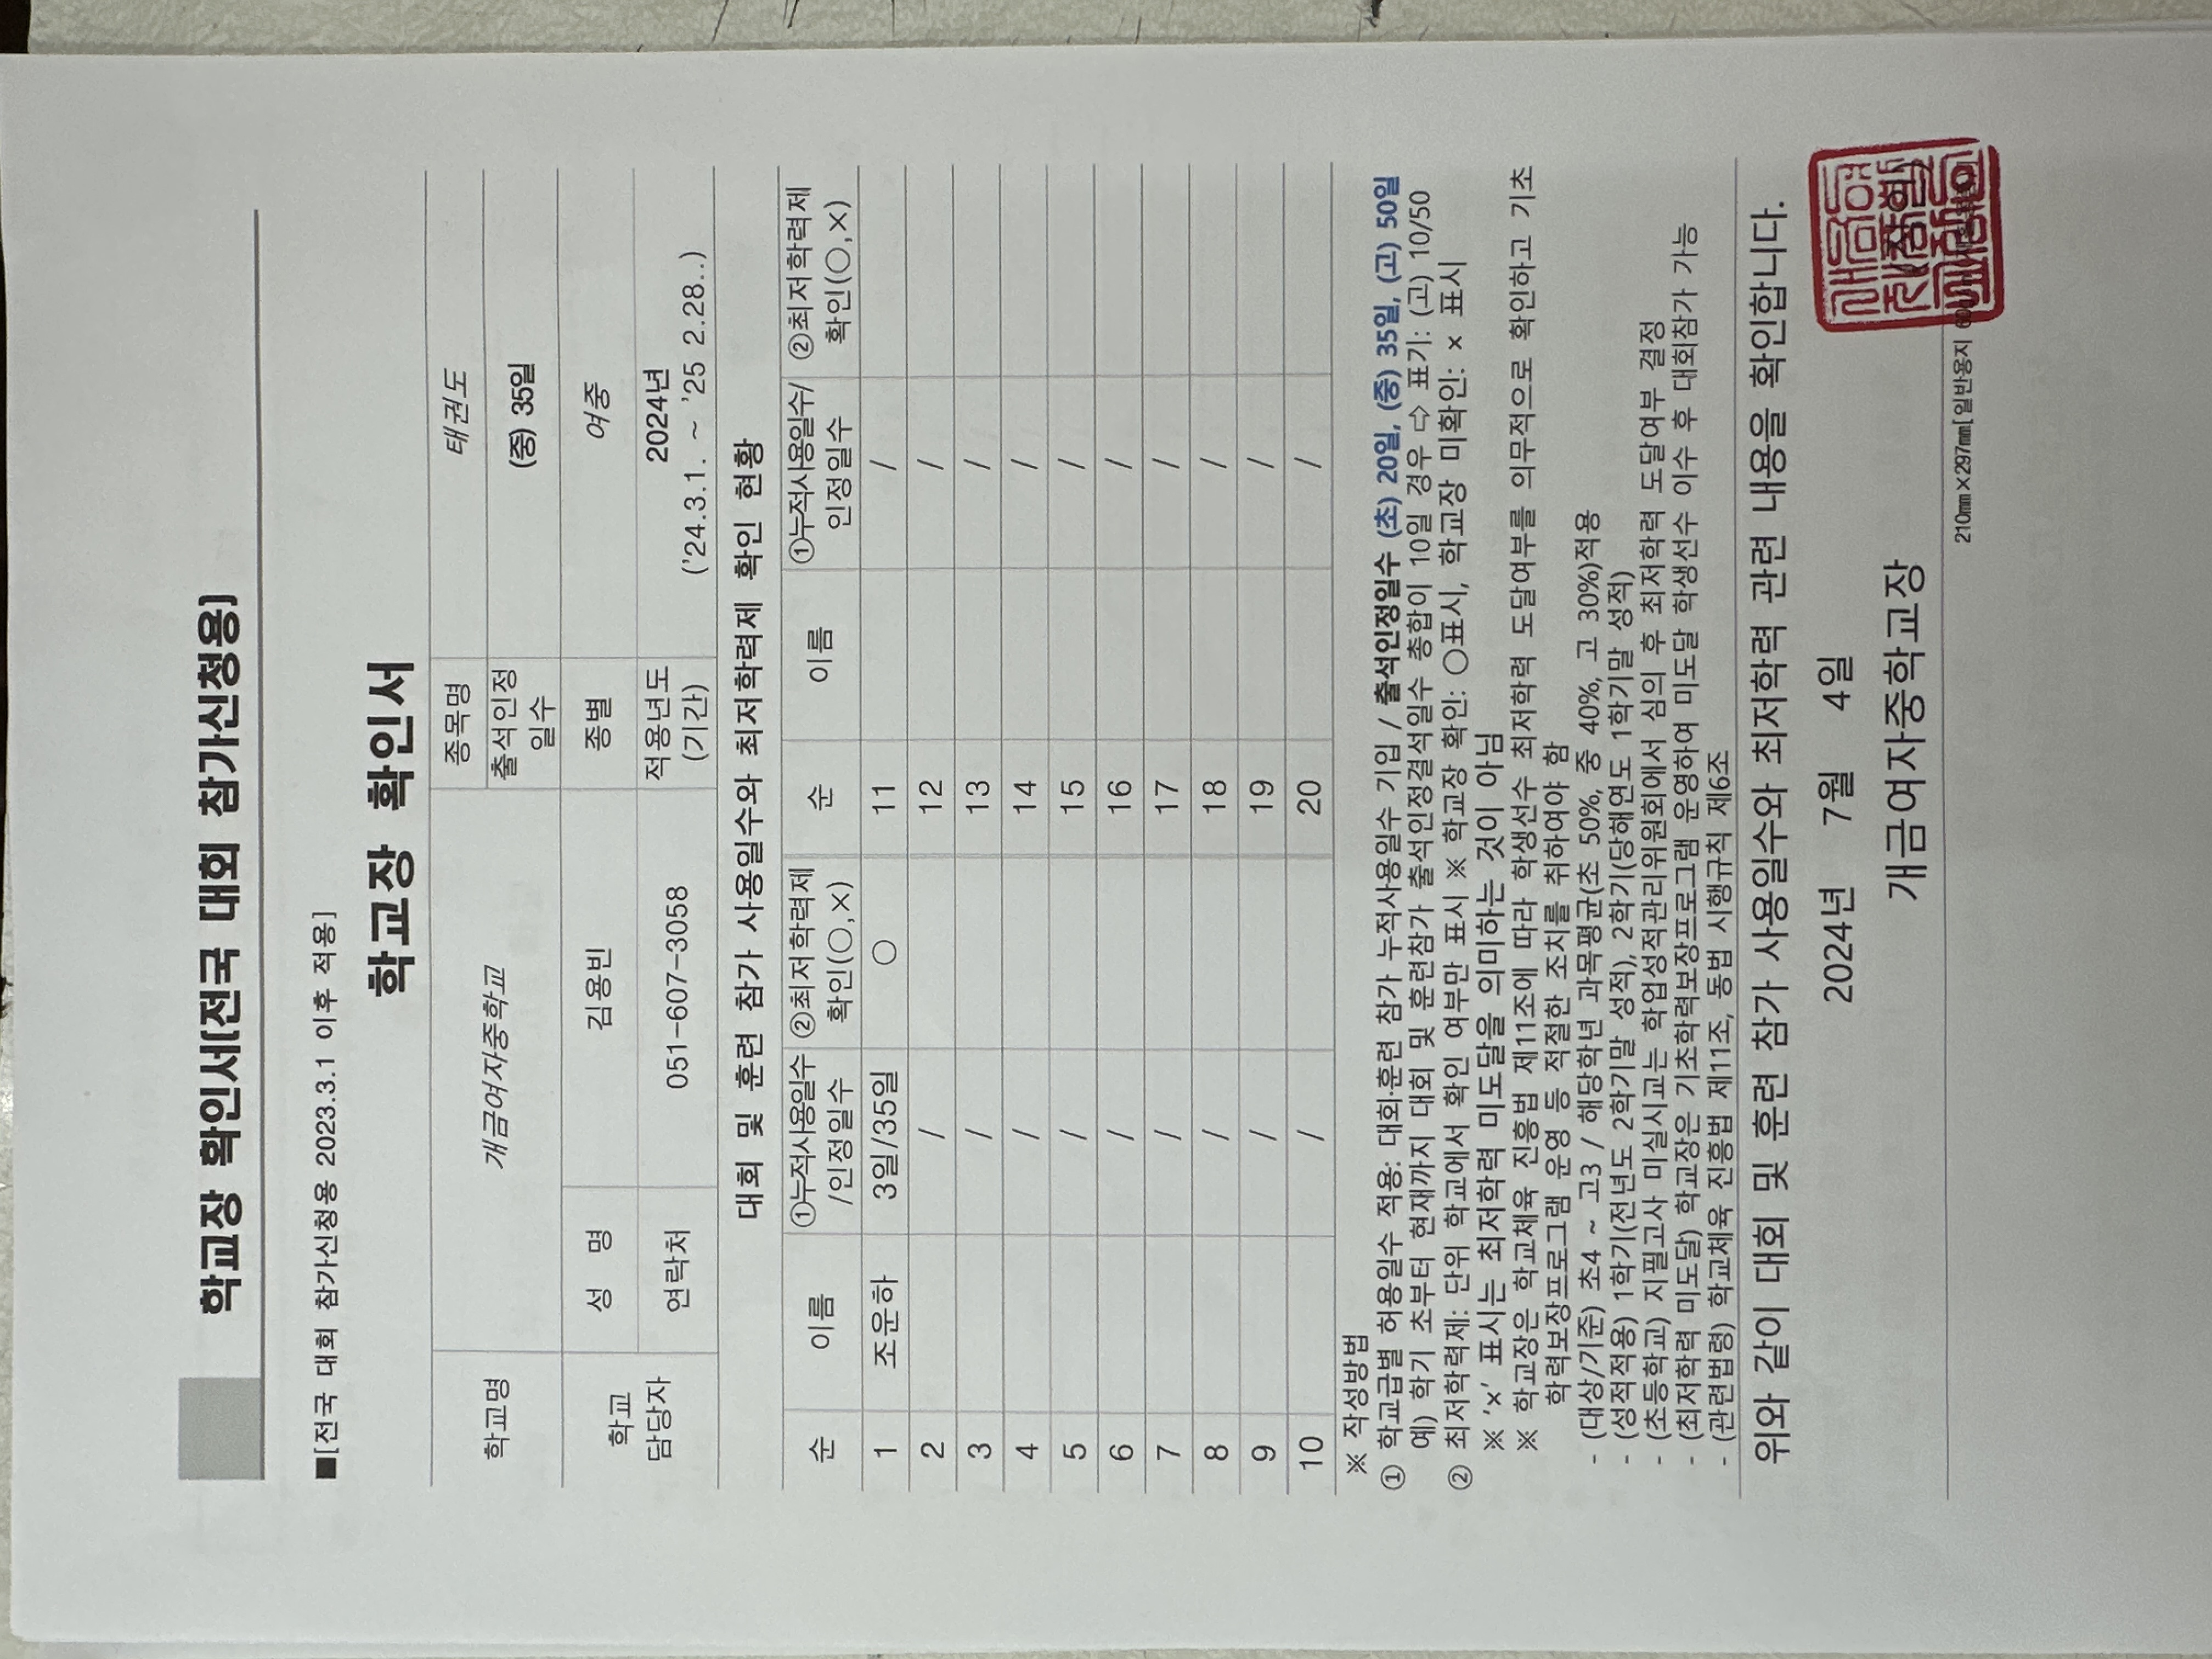 학교장 확인서(전국 대회 참가신청용)
■[전국 대회 참가신청용 2023.3.1 이후 적용]
학교장 확인서
학교명 개금여자중학교 종목명 태권도
출석인정일수 (중) 35일
학교 담당자 성 명 김용빈 종별 여중
연락처 051-607-3058 적용년도 (기간) 2024년 ('24.3.1. ~ '25 2.28..)
대회 및 훈련 참가 사용일수와 최저학력제 확인 현황
순 이름 ①누적사용일수/인정일수 ②최저학력제 확인(○,×) 순 이름 ①누적사용일수/인정일수 ②최저학력제 확인(○,×)
1 조운하 3일/35일 ○ 11 /
2 / 12 /
3 / 13 /
4 / 14 /
5 / 15 /
6 / 16 /
7 / 17 /
8 / 18 /
9 / 19 /
10 / 20 /
※ 작성방법
① 학교급별 허용일수 적용: 대회·훈련 참가 누적사용일수 기입 / 출석인정일수 (초) 20일, (중) 35일, (고) 50일
예) 학기 초부터 현재까지 대회 및 훈련참가 출석인정결석일수 총합이 10일 경우 ⇨ 표기: (고) 10/50
② 최저학력제: 단위 학교에서 확인 여부만 표시 ※ 학교장 확인: ○표시, 학교장 미확인: × 표시
※ '×' 표시는 최저학력 미도달을 의미하는 것이 아님
※ 학교장은 학교체육 진흥법 제11조에 따라 학생선수 최저학력 도달여부를 의무적으로 확인하고 기초
학력보장프로그램 운영 등 적절한 조치를 취하여야 함
- (대상/기준) 초4 ~ 고3 / 해당학년 과목평균(초 50%, 중 40%, 고 30%)적용
- (성적적용) 1학기(전년도 2학기말 성적), 2학기(당해연도 1학기말 성적)
- (초등학교) 지필고사 미실시교는 학업성적관리위원회에서 심의 후 최저학력 도달여부 결정
- (최저학력 미도달) 학교장은 기초학력보장프로그램 운영하여 미도달 학생선수 이수 후 대회참가 가능
- (관련법령) 학교체육 진흥법 제11조, 동법 시행규칙 제6조
위와 같이 대회 및 훈련 참가 사용일수와 최저학력 관련 내용을 확인합니다.
2024년 7월 4일
개금여자중학교장 (직인)
210㎜×297㎜[일반용지